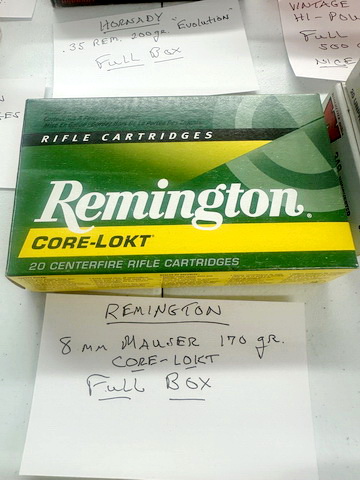 HORNADY
.35 REM. 200gr. "Evolution"
Full Box
VINTAGE
HI-POW
Full
500
NICE
RIFLE CARTRIDGES
Remington®
CORE-LOKT
20 CENTERFIRE RIFLE CARTRIDGES
REMINGTON
8 mm MAUSER 170 gr.
CORE-LOKT
Full Box